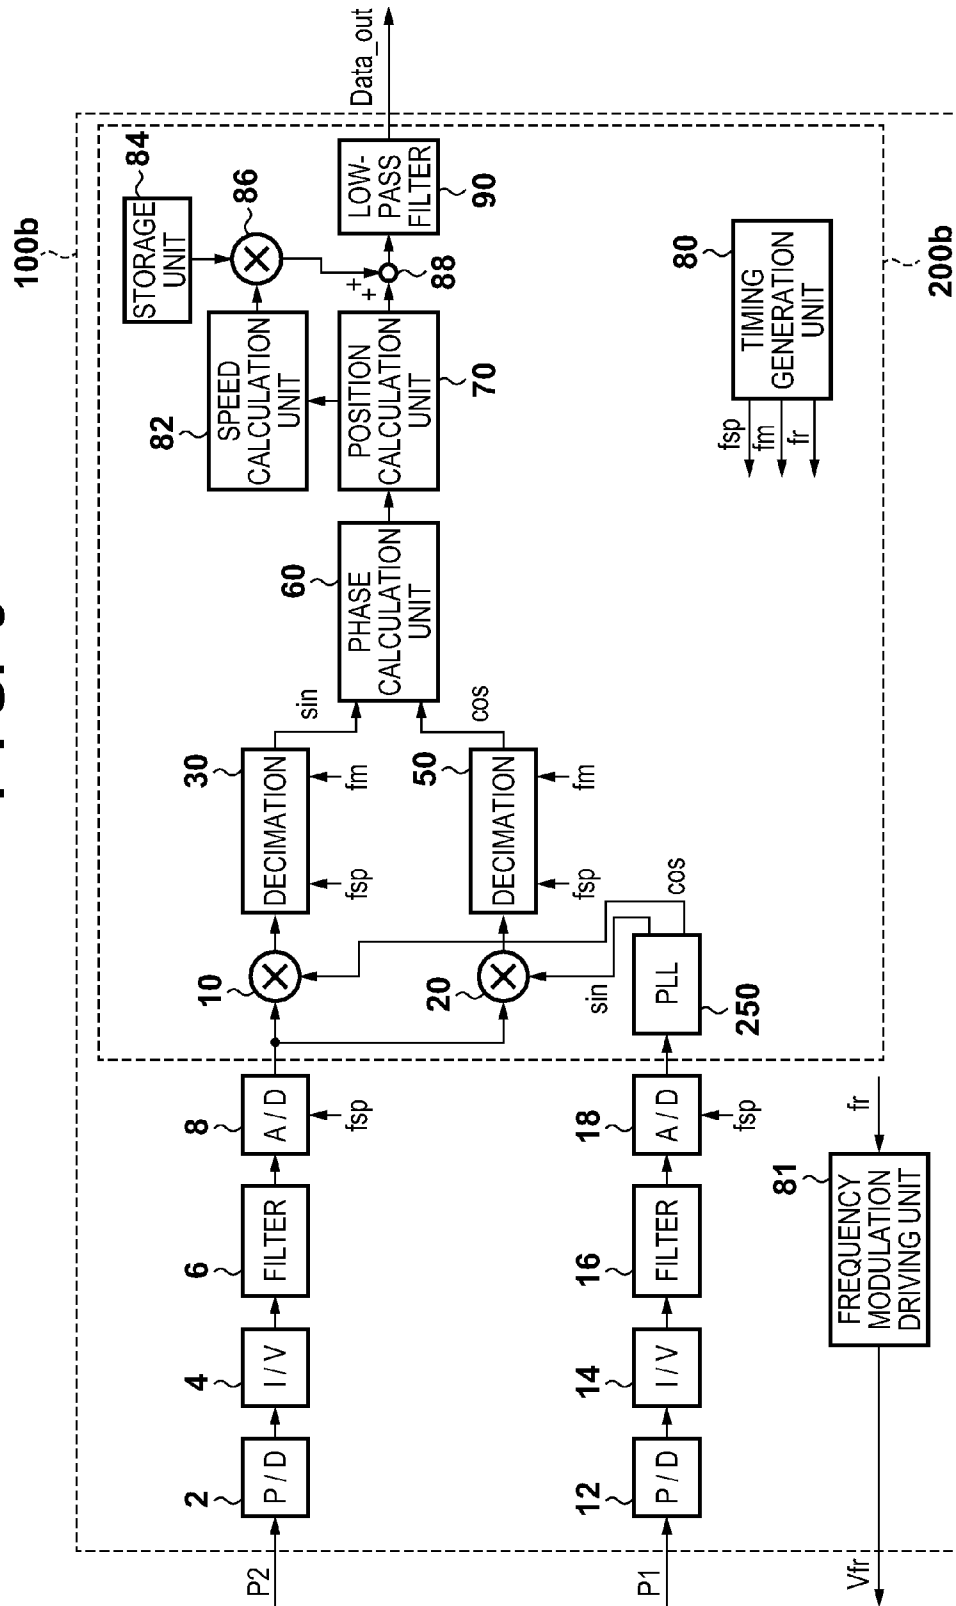 100b
200b
P2
2
P / D
4
I / V
6
FILTER
8
A / D
fsp
10
20
30
DECIMATION
fsp
fm
sin
50
DECIMATION
fsp
fm
cos
60
PHASE
CALCULATION
UNIT
70
POSITION
CALCULATION
UNIT
82
SPEED
CALCULATION
UNIT
84
STORAGE
UNIT
86
+
+
88
LOW-
PASS
FILTER
90
Data_out
P1
12
P / D
14
I / V
16
FILTER
18
A / D
fsp
PLL
250
sin
cos
80
TIMING
GENERATION
UNIT
fsp
fm
fr
81
FREQUENCY
MODULATION
DRIVING UNIT
fr
Vfr